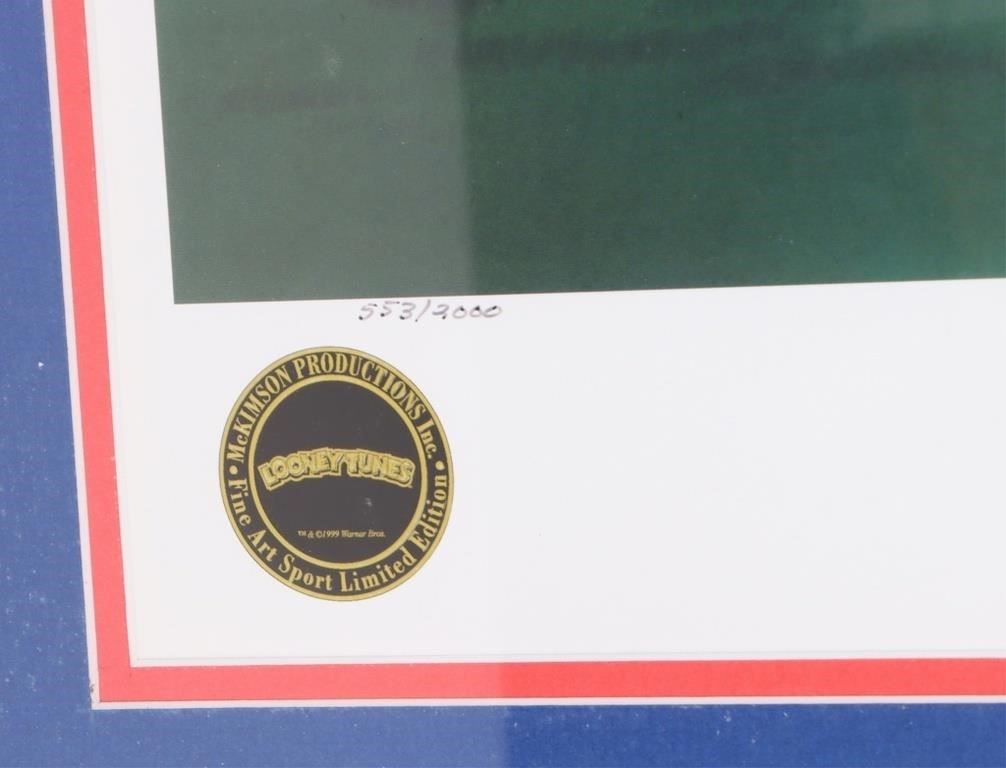 553/2000
McKIMSON PRODUCTIONS Inc.
LOONEY TUNES
™ & ©1999 Warner Bros.
• Fine Art Sport Limited Edition •